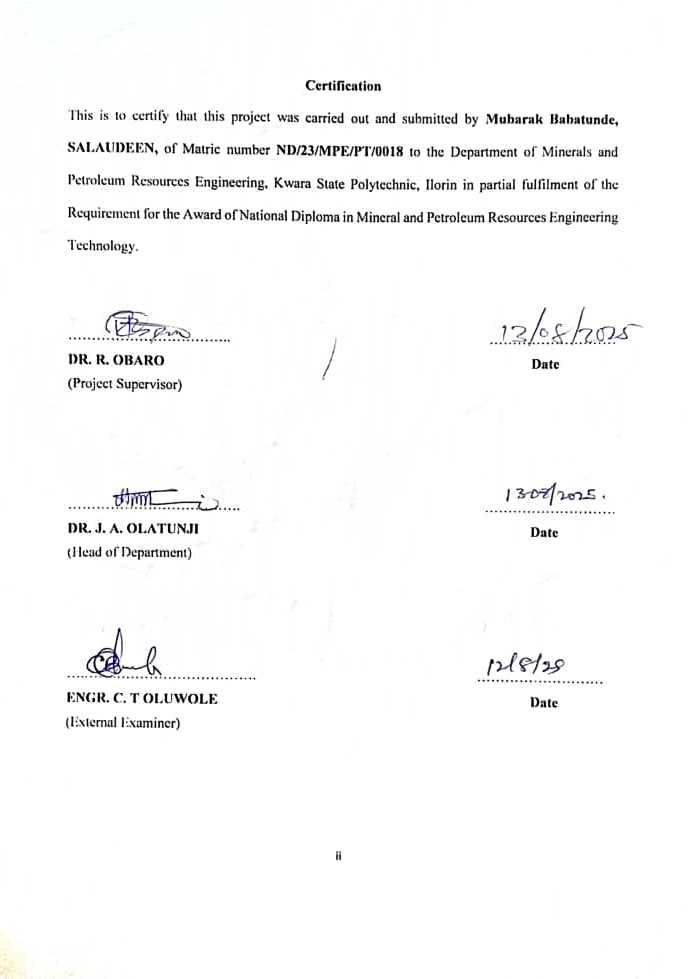 Certification
This is to certify that this project was carried out and submitted by Mubarak Babatunde,
SALAUDEEN, of Matric number ND/23/MPE/PT/0018 to the Department of Minerals and
Petroleum Resources Engineering, Kwara State Polytechnic, Ilorin in partial fulfilment of the
Requirement for the Award of National Diploma in Mineral and Petroleum Resources Engineering
Technology.
12/08/2025
DR. R. OBARO
Date
(Project Supervisor)
13/08/2025.
DR. J. A. OLATUNJI
Date
(Head of Department)
ENGR. C. T OLUWOLE
Date
(External Examiner)
ii